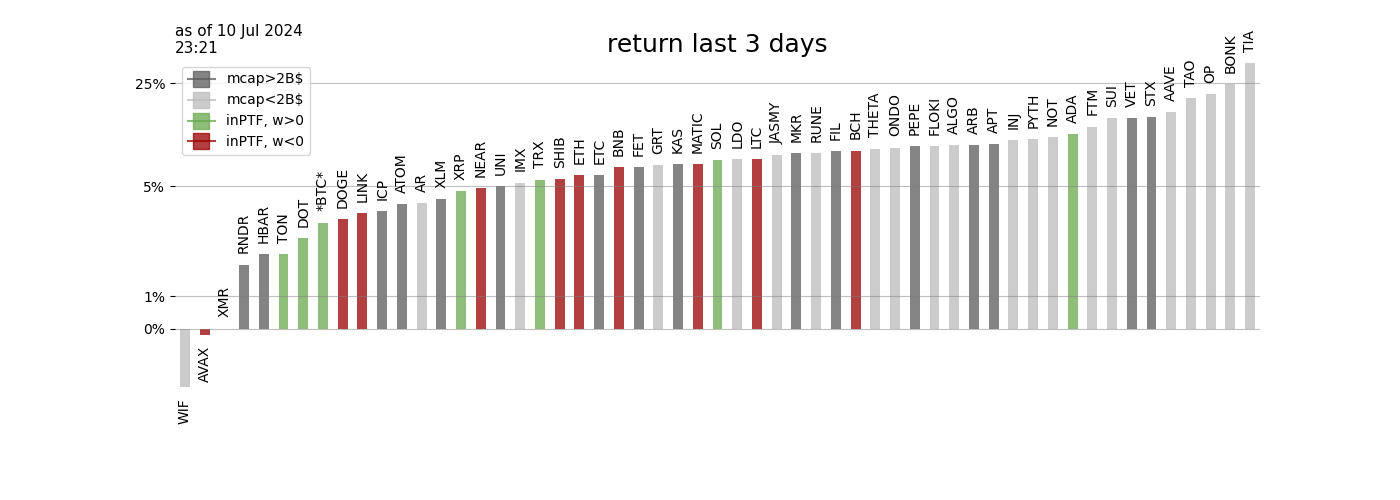 as of 10 Jul 2024
23:21
return last 3 days
mcap>2B$
mcap<2B$
inPTF, w>0
inPTF, w<0
25%
5%
1%
0%
WIF
AVAX
XMR
RNDR
HBAR
TON
DOT
*BTC*
DOGE
LINK
ICP
ATOM
AR
XLM
XRP
NEAR
UNI
IMX
TRX
SHIB
ETH
ETC
BNB
FET
GRT
KAS
MATIC
SOL
LDO
LTC
JASMY
MKR
RUNE
FIL
BCH
THETA
ONDO
PEPE
FLOKI
ALGO
ARB
APT
INJ
PYTH
NOT
ADA
FTM
SUI
VET
STX
AAVE
TAO
OP
BONK
TIA